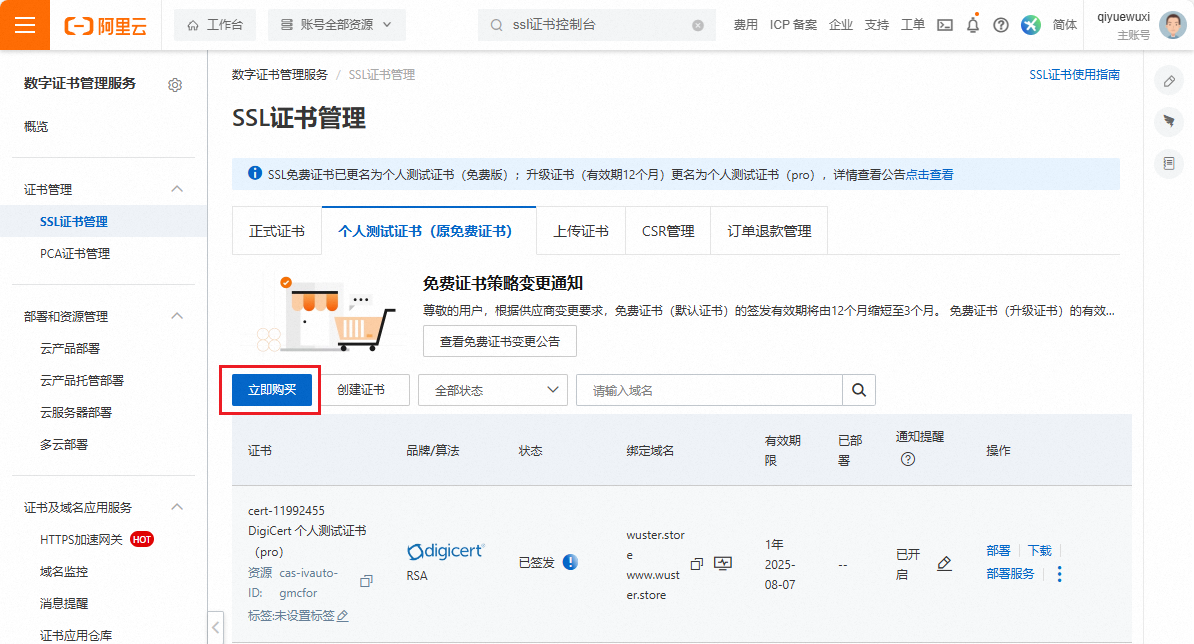 阿里云
工作台
账号全部资源
ssl证书控制台
费用
ICP 备案
企业
支持
工单
简体
qiyuewuxi
主账号
数字证书管理服务
概览
证书管理
SSL证书管理
PCA证书管理
部署和资源管理
云产品部署
云产品托管部署
云服务器部署
多云部署
证书及域名应用服务
HTTPS加速网关 HOT
域名监控
消息提醒
证书应用仓库
数字证书管理服务 / SSL证书管理
SSL证书使用指南
SSL证书管理
SSL免费证书已更名为个人测试证书（免费版）；升级证书（有效期12个月）更名为个人测试证书（pro），详情查看公告点击查看
正式证书
个人测试证书（原免费证书）
上传证书
CSR管理
订单退款管理
免费证书策略变更通知
尊敬的用户，根据供应商变更要求，免费证书（默认证书）的签发有效期将由12个月缩短至3个月。 免费证书（升级证书）的有效...
查看免费证书变更公告
立即购买
创建证书
全部状态
请输入域名
证书
品牌/算法
状态
绑定域名
有效期
限
已部
署
通知提醒
操作
cert-11992455
DigiCert 个人测试证书
（pro）
资源 cas-ivauto-
ID: gmcfor
标签:未设置标签
digicert
RSA
已签发
wuster.stor
e
www.wust
er.store
1年
2025-
08-07
--
已开
启
部署
下载
部署服务